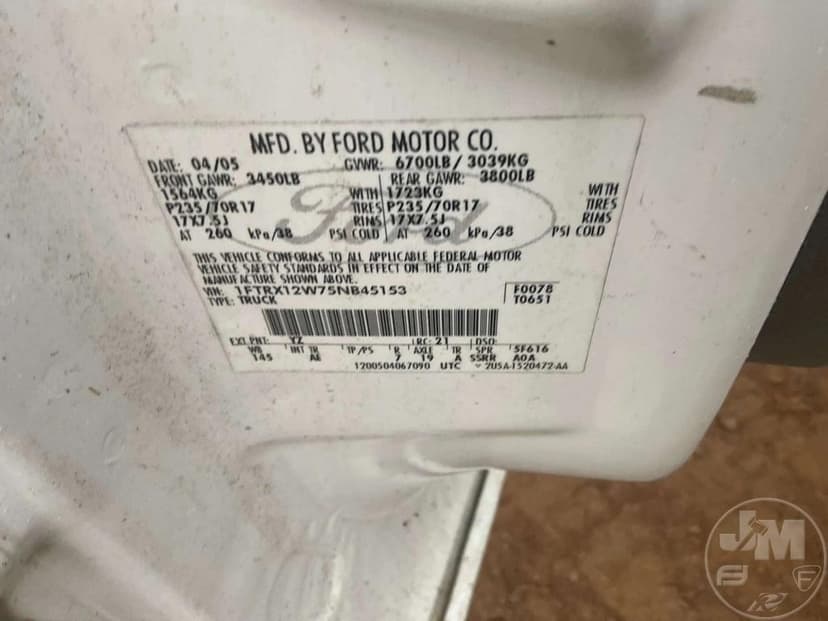 MFD. BY FORD MOTOR CO.
DATE: 04/05 GVWR: 6700LB/ 3039KG
FRONT GAWR: 3450LB REAR GAWR: 3800LB
1564KG WITH 1723KG WITH
P235/70R17 TIRES P235/70R17 TIRES
17X7.5J RIMS 17X7.5J RIMS
AT 260 kPa/38 PSI COLD AT 260 kPa/38 PSI COLD
Ford
THIS VEHICLE CONFORMS TO ALL APPLICABLE FEDERAL MOTOR
VEHICLE SAFETY STANDARDS IN EFFECT ON THE DATE OF
MANUFACTURE SHOWN ABOVE.
VIN: 1FTRX12W75NB45153 F0078
TYPE: TRUCK T0651
EXT PNT: YZ RC: 21 DSO:
WB INT TR TP/PS R AXLE TR SPR 5F616
145 AE 7 19 A SSRR A0A
1200504067090 UTC 2U5A-1520472-AA
JM